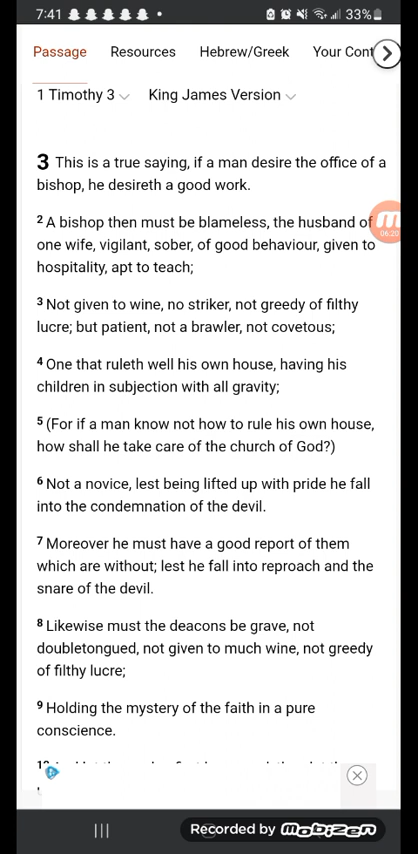 7:41
33%
Passage Resources Hebrew/Greek Your Cont
1 Timothy 3 King James Version
3 This is a true saying, if a man desire the office of a
bishop, he desireth a good work.
2 A bishop then must be blameless, the husband of
one wife, vigilant, sober, of good behaviour, given to
hospitality, apt to teach;
06:20
3 Not given to wine, no striker, not greedy of filthy
lucre; but patient, not a brawler, not covetous;
4 One that ruleth well his own house, having his
children in subjection with all gravity;
5 (For if a man know not how to rule his own house,
how shall he take care of the church of God?)
6 Not a novice, lest being lifted up with pride he fall
into the condemnation of the devil.
7 Moreover he must have a good report of them
which are without; lest he fall into reproach and the
snare of the devil.
8 Likewise must the deacons be grave, not
doubletongued, not given to much wine, not greedy
of filthy lucre;
9 Holding the mystery of the faith in a pure
conscience.
Recorded by mobizen